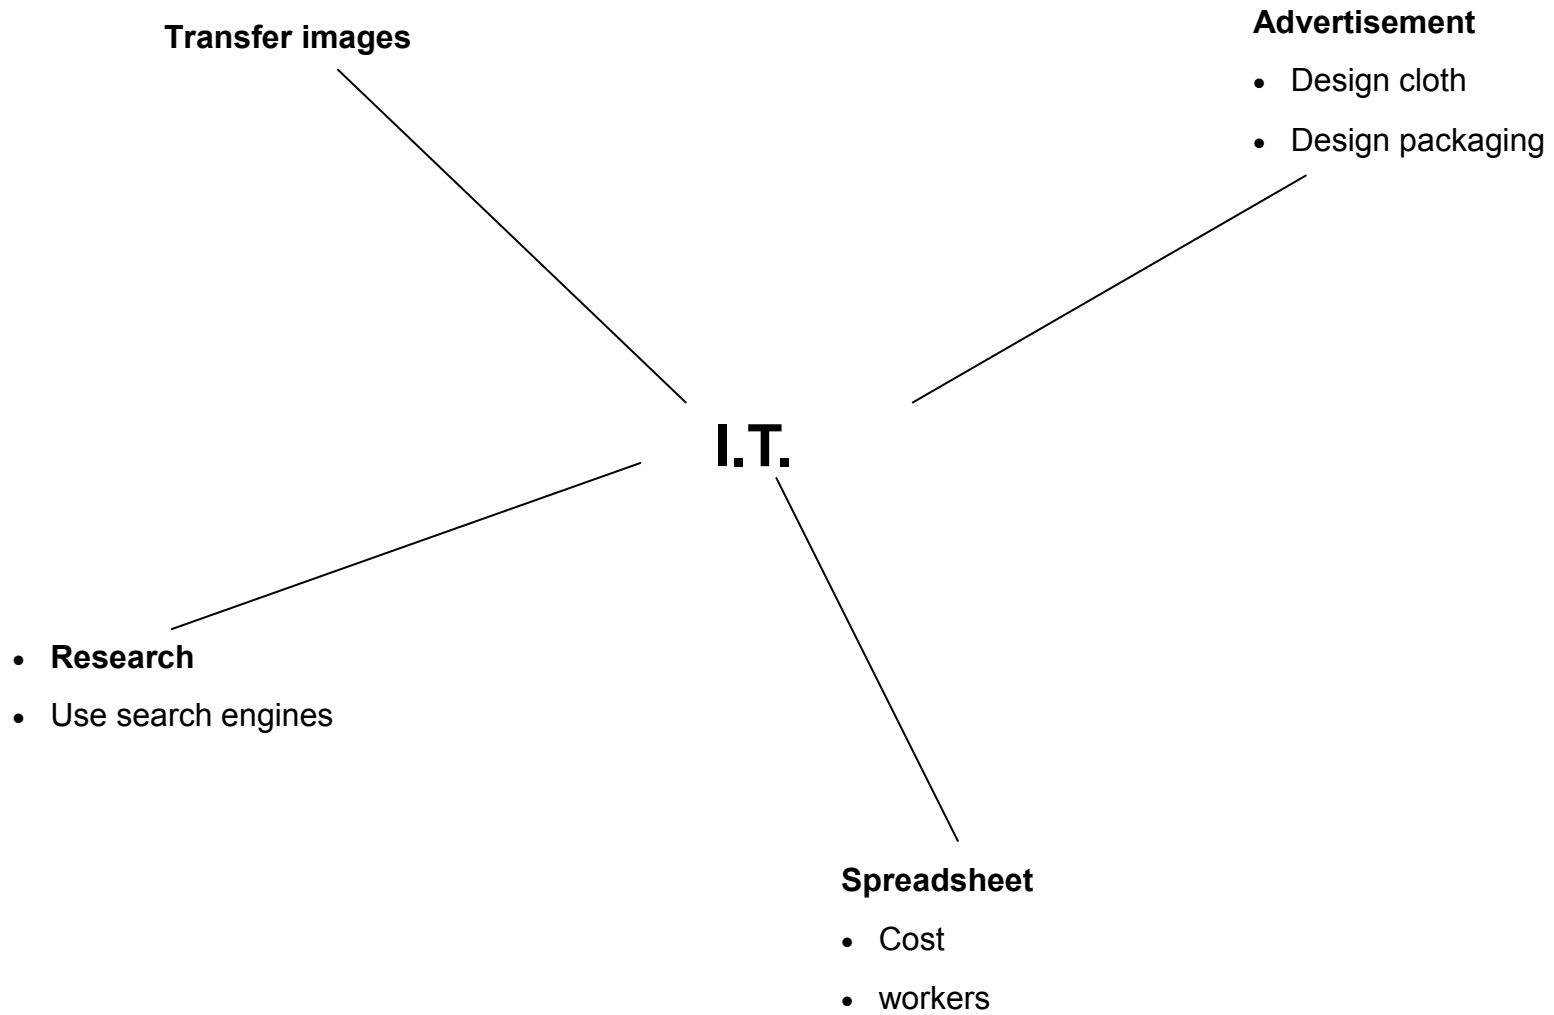 Transfer images
Advertisement
• Design cloth
• Design packaging
I.T.
• Research
• Use search engines
Spreadsheet
• Cost
• workers